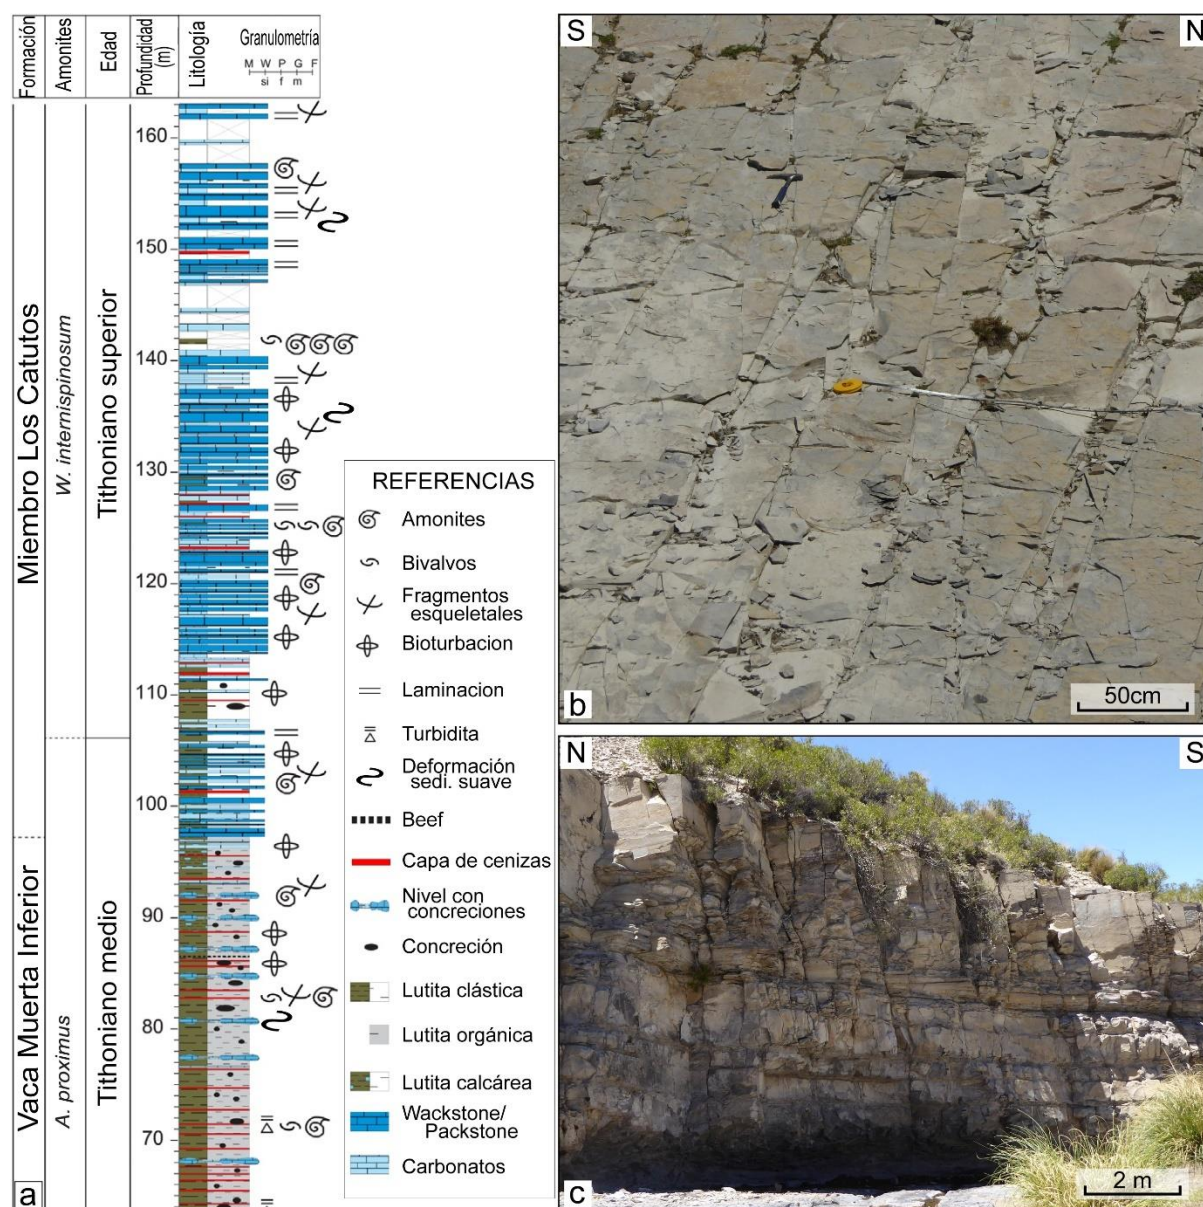 Formación
Amonites
Edad
Profundidad
(m)
Litología
Granulometría
M W P G F
si f m
Miembro Los Catutos
Vaca Muerta Inferior
W. internispinosum
A. proximus
Tithoniano superior
Tithoniano medio
160
150
140
130
120
110
100
90
80
70
a
REFERENCIAS
Amonites
Bivalvos
Fragmentos
esqueletales
Bioturbacion
Laminacion
Turbidita
Deformación
sedi. suave
Beef
Capa de cenizas
Nivel con
concreciones
Concreción
Lutita clástica
Lutita orgánica
Lutita calcárea
Wackstone/
Packstone
Carbonatos
S
N
b
50cm
N
S
c
2 m